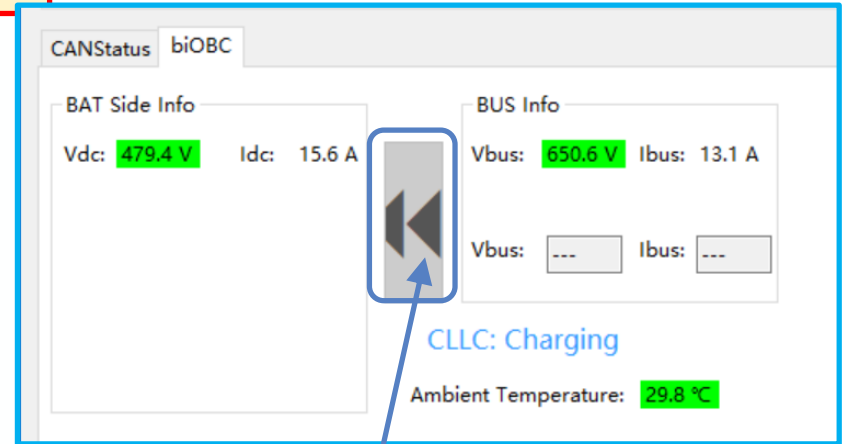 CANStatus biOBC
BAT Side Info
Vdc: 479.4 V Idc: 15.6 A
BUS Info
Vbus: 650.6 V Ibus: 13.1 A
Vbus: --- Ibus: ---
CLLC: Charging
Ambient Temperature: 29.8 ℃